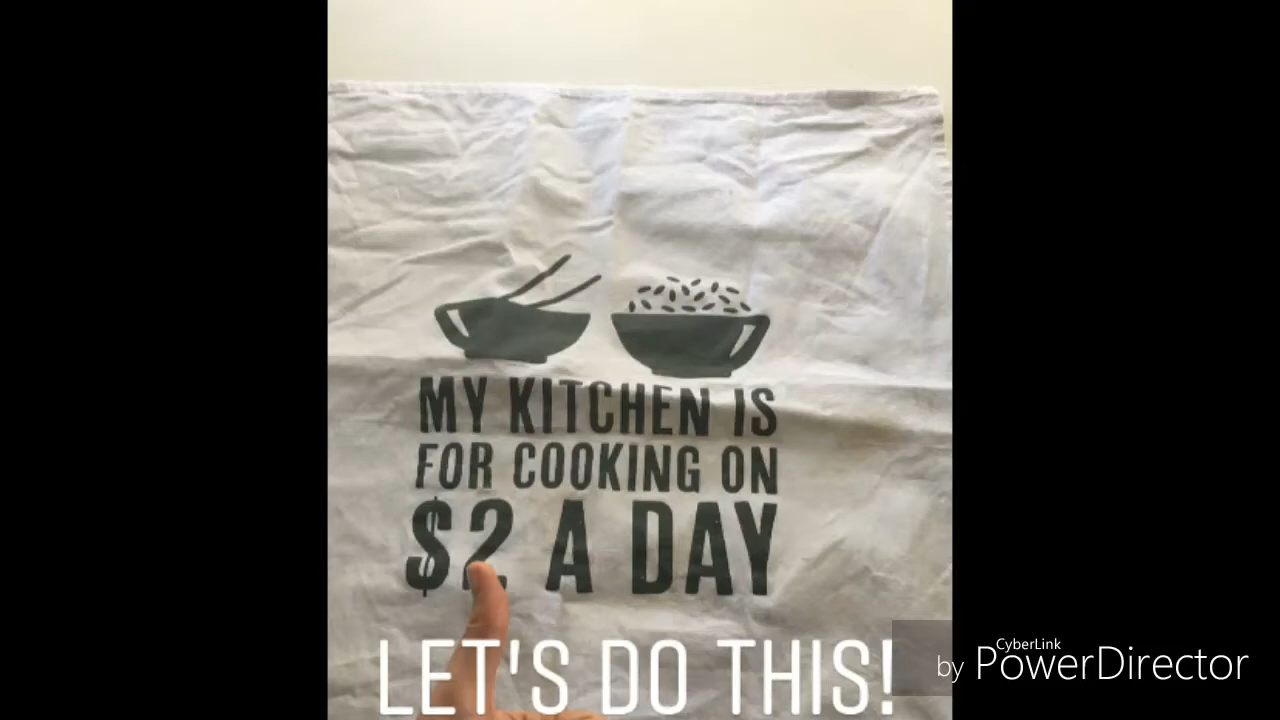 MY KITCHEN IS
FOR COOKING ON
$2 A DAY
LET'S DO THIS!
CyberLink
by PowerDirector